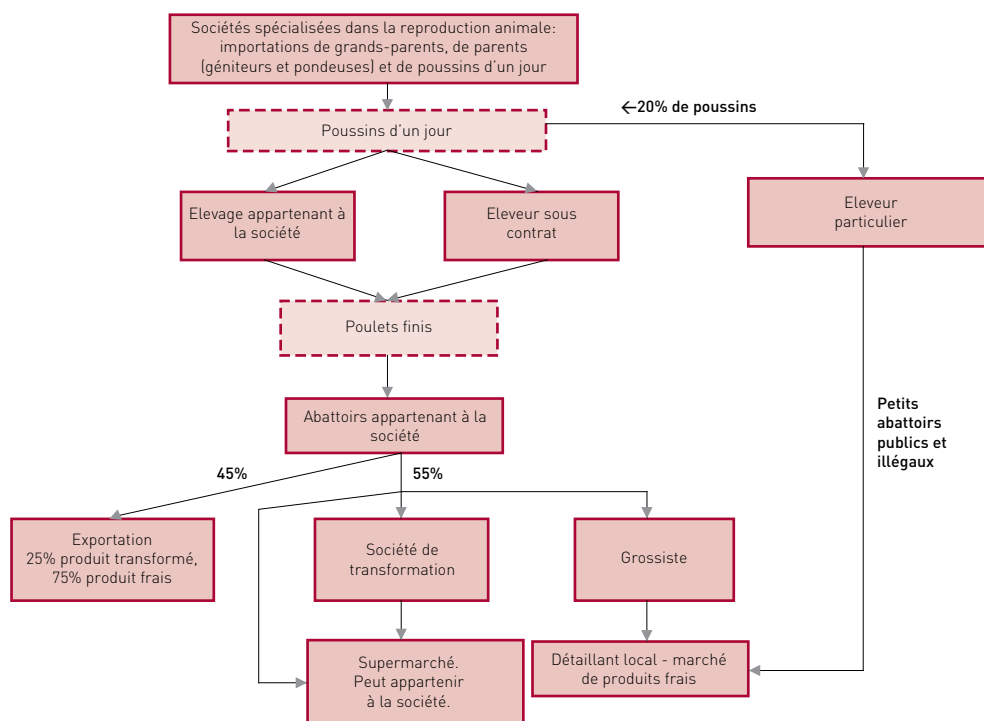 Sociétés spécialisées dans la reproduction animale:
importations de grands-parents, de parents
(géniteurs et pondeuses) et de poussins d’un jour
←20% de poussins
Poussins d’un jour
Elevage appartenant à
la société
Eleveur sous
contrat
Eleveur
particulier
Poulets finis
Abattoirs appartenant à la
société
Petits
abattoirs
publics et
illégaux
45%
55%
Exportation
25% produit transformé,
75% produit frais
Société de
transformation
Grossiste
Supermarché.
Peut appartenir
à la société.
Détaillant local - marché
de produits frais